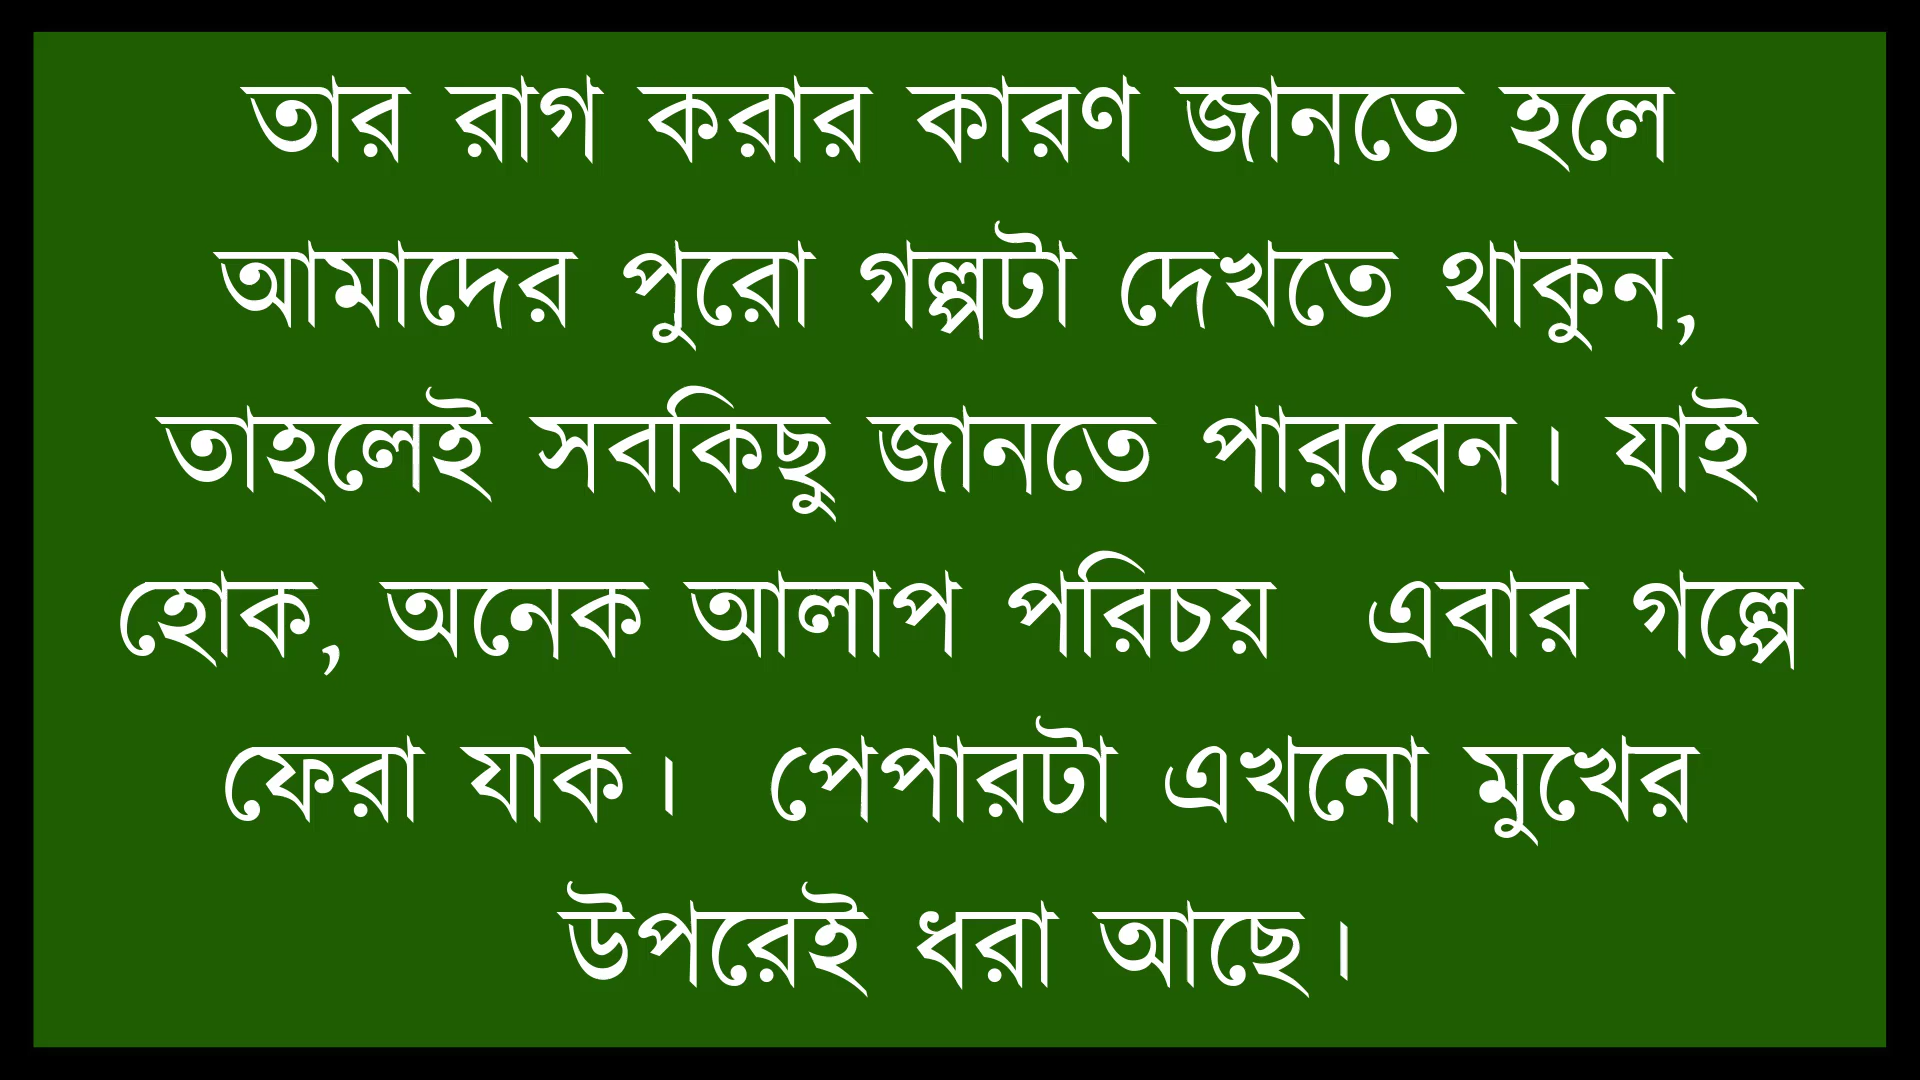 তার রাগ করার কারণ জানতে হলে
আমাদের পুরো গল্পটা দেখতে থাকুন,
তাহলেই সবকিছু জানতে পারবেন। যাই
হোক, অনেক আলাপ পরিচয় এবার গল্পে
ফেরা যাক। পেপারটা এখনো মুখের
উপরেই ধরা আছে।